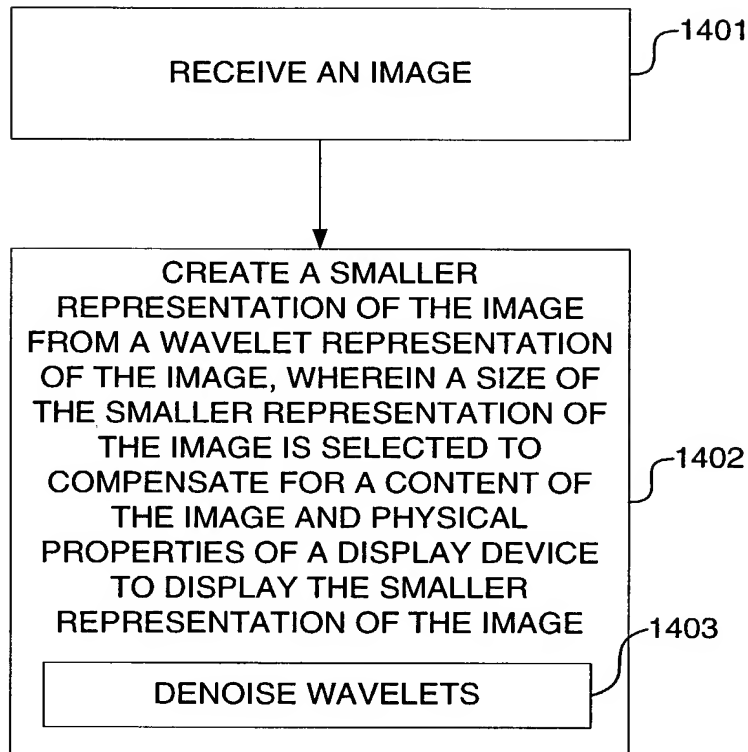 1401
RECEIVE AN IMAGE
CREATE A SMALLER
REPRESENTATION OF THE IMAGE
FROM A WAVELET REPRESENTATION
OF THE IMAGE, WHEREIN A SIZE OF
THE SMALLER REPRESENTATION OF
THE IMAGE IS SELECTED TO
COMPENSATE FOR A CONTENT OF
THE IMAGE AND PHYSICAL
PROPERTIES OF A DISPLAY DEVICE
TO DISPLAY THE SMALLER
REPRESENTATION OF THE IMAGE
1402
1403
DENOISE WAVELETS